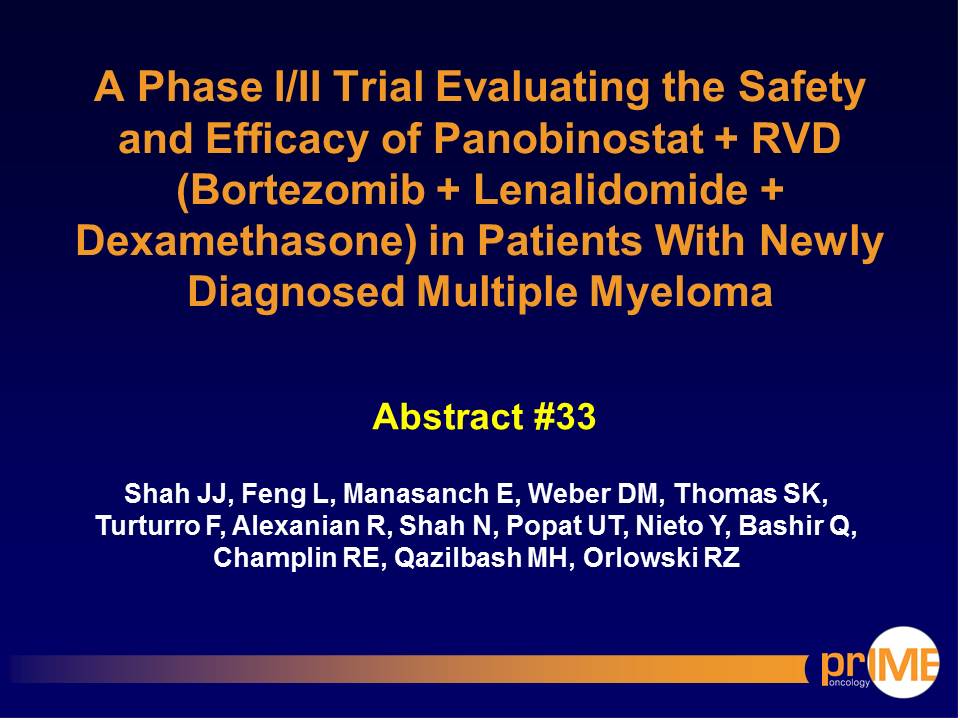 A Phase I/II Trial Evaluating the Safety
and Efficacy of Panobinostat + RVD
(Bortezomib + Lenalidomide +
Dexamethasone) in Patients With Newly
Diagnosed Multiple Myeloma
Abstract #33
Shah JJ, Feng L, Manasanch E, Weber DM, Thomas SK,
Turturro F, Alexanian R, Shah N, Popat UT, Nieto Y, Bashir Q,
Champlin RE, Qazilbash MH, Orlowski RZ
prIME
oncology